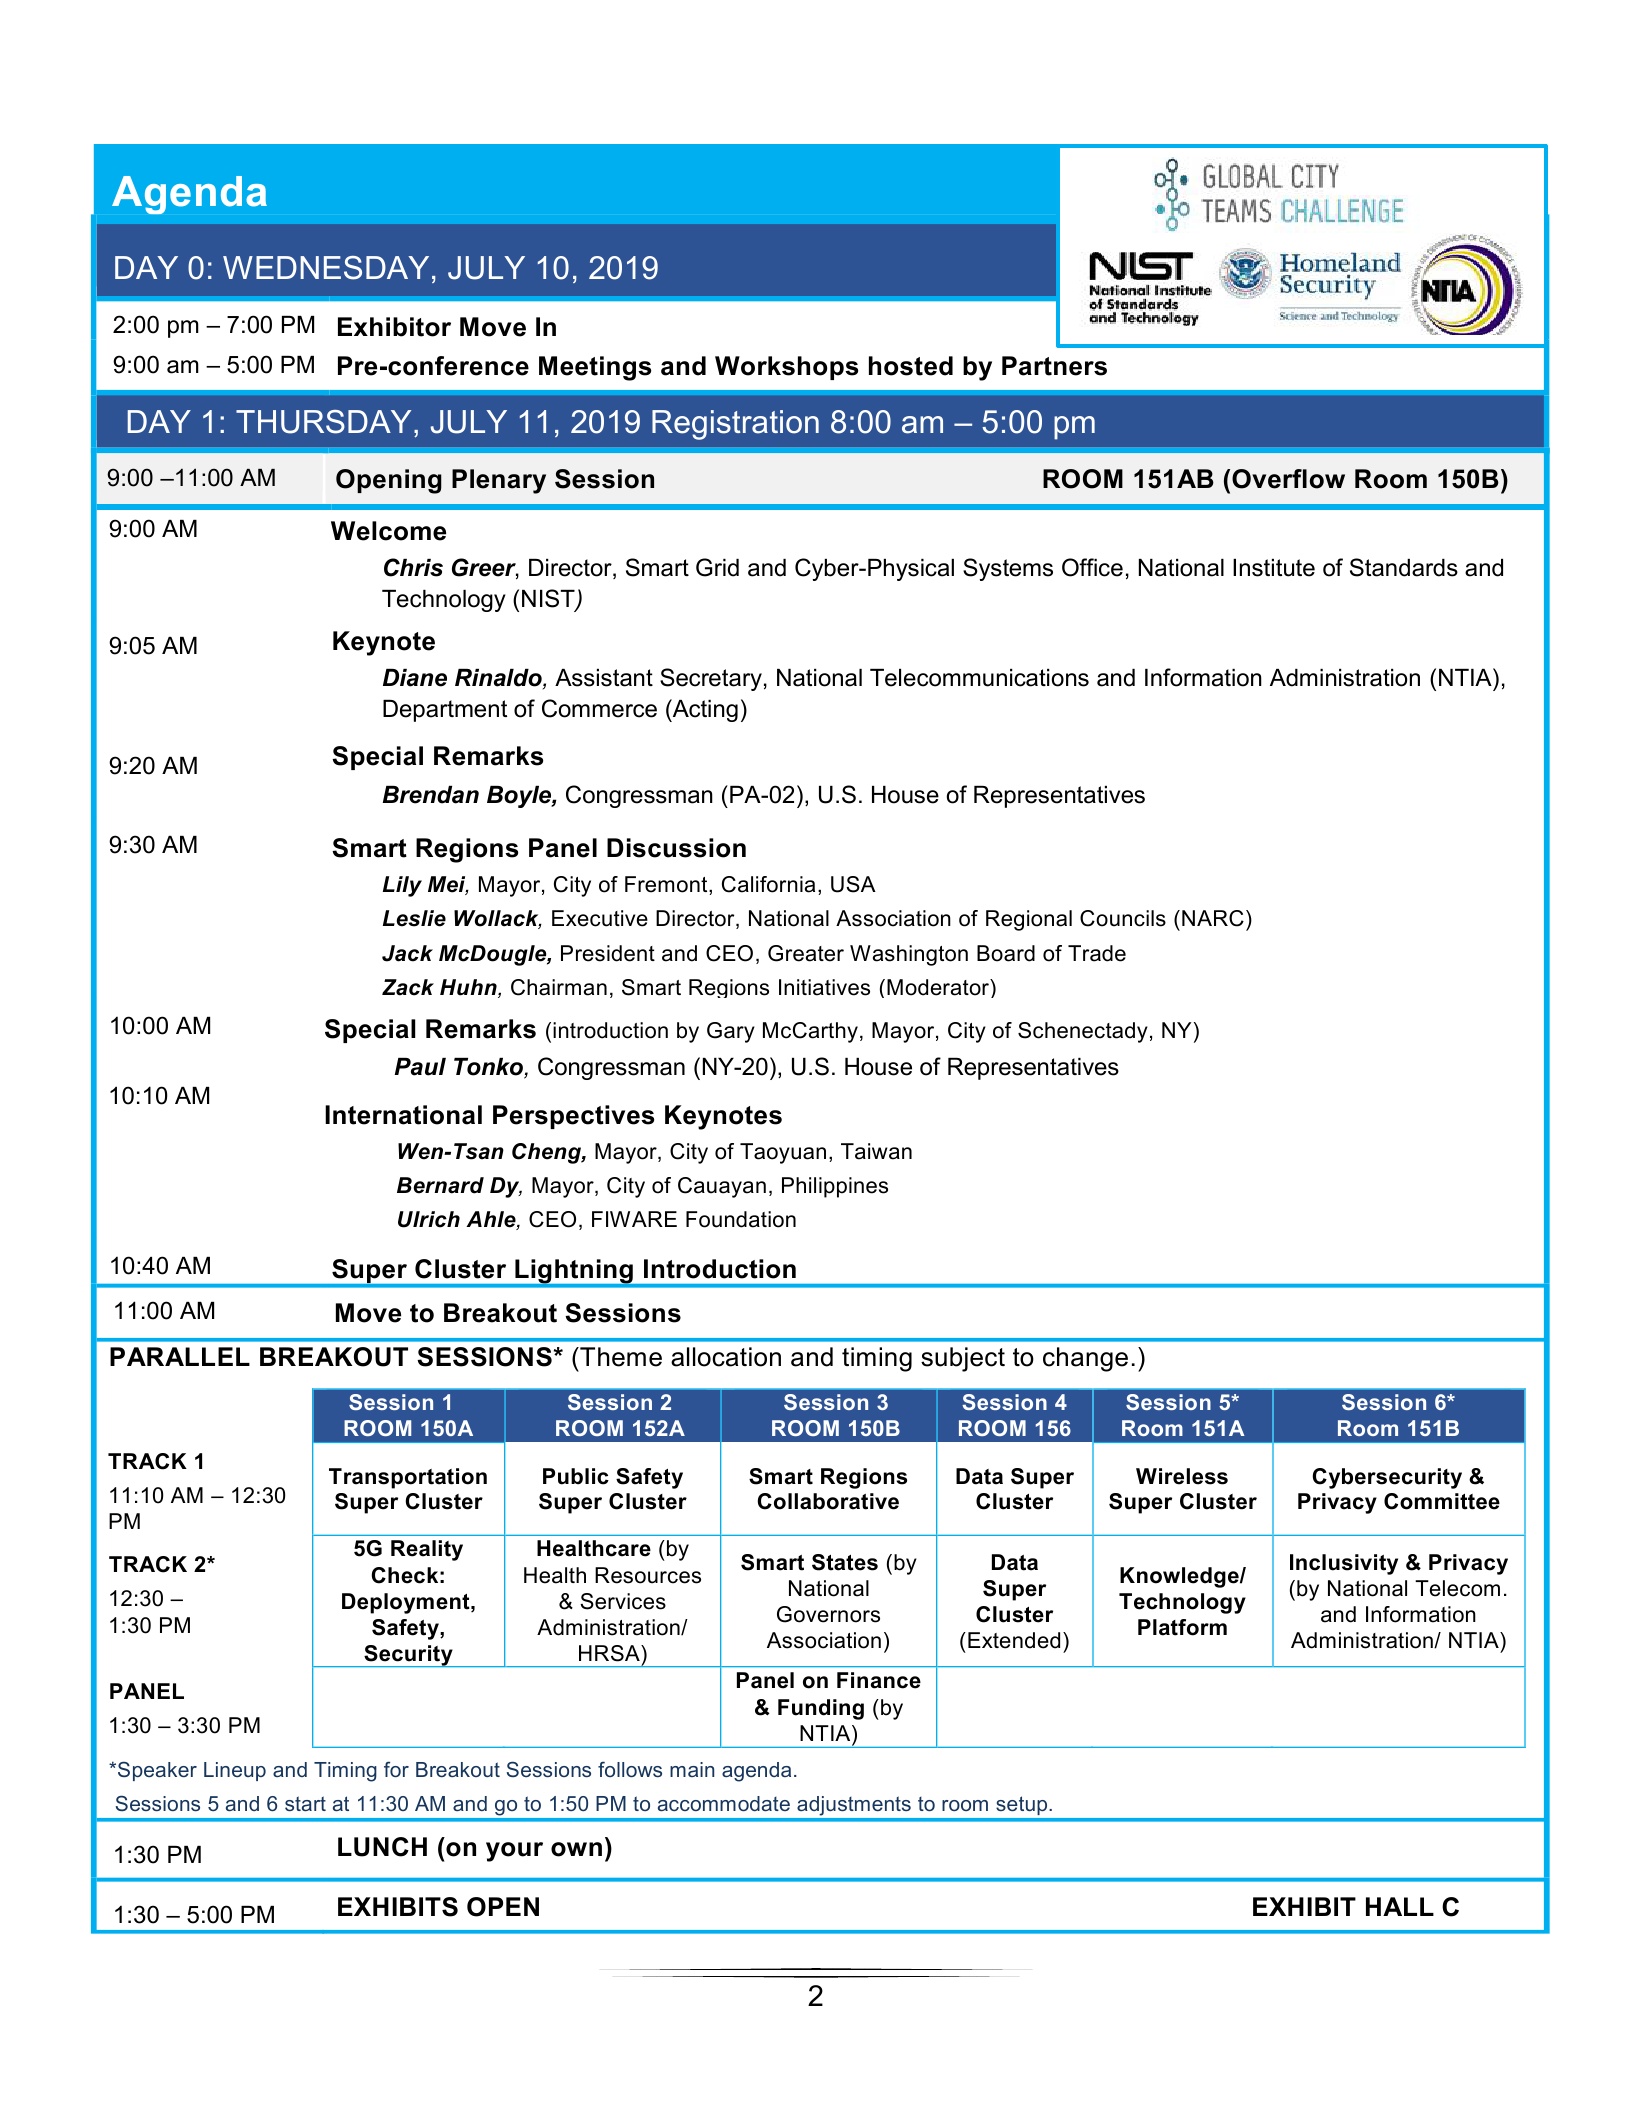 Agenda
GLOBAL CITY
TEAMS CHALLENGE
NIST
National Institute
of Standards
and Technology
Homeland
Security
Science and Technology
NTIA
DAY 0: WEDNESDAY, JULY 10, 2019
2:00 pm – 7:00 PM Exhibitor Move In
9:00 am – 5:00 PM Pre-conference Meetings and Workshops hosted by Partners
DAY 1: THURSDAY, JULY 11, 2019 Registration 8:00 am – 5:00 pm
9:00 –11:00 AM Opening Plenary Session ROOM 151AB (Overflow Room 150B)
9:00 AM Welcome
Chris Greer, Director, Smart Grid and Cyber-Physical Systems Office, National Institute of Standards and
Technology (NIST)
9:05 AM Keynote
Diane Rinaldo, Assistant Secretary, National Telecommunications and Information Administration (NTIA),
Department of Commerce (Acting)
9:20 AM Special Remarks
Brendan Boyle, Congressman (PA-02), U.S. House of Representatives
9:30 AM Smart Regions Panel Discussion
Lily Mei, Mayor, City of Fremont, California, USA
Leslie Wollack, Executive Director, National Association of Regional Councils (NARC)
Jack McDougle, President and CEO, Greater Washington Board of Trade
Zack Huhn, Chairman, Smart Regions Initiatives (Moderator)
10:00 AM Special Remarks (introduction by Gary McCarthy, Mayor, City of Schenectady, NY)
Paul Tonko, Congressman (NY-20), U.S. House of Representatives
10:10 AM
International Perspectives Keynotes
Wen-Tsan Cheng, Mayor, City of Taoyuan, Taiwan
Bernard Dy, Mayor, City of Cauayan, Philippines
Ulrich Ahle, CEO, FIWARE Foundation
10:40 AM Super Cluster Lightning Introduction
11:00 AM Move to Breakout Sessions
PARALLEL BREAKOUT SESSIONS* (Theme allocation and timing subject to change.)
Session 1
ROOM 150A
Session 2
ROOM 152A
Session 3
ROOM 150B
Session 4
ROOM 156
Session 5*
Room 151A
Session 6*
Room 151B
TRACK 1
11:10 AM – 12:30
PM
Transportation
Super Cluster
Public Safety
Super Cluster
Smart Regions
Collaborative
Data Super
Cluster
Wireless
Super Cluster
Cybersecurity &
Privacy Committee
TRACK 2*
12:30 –
1:30 PM
5G Reality
Check:
Deployment,
Safety,
Security
Healthcare (by
Health Resources
& Services
Administration/
HRSA)
Smart States (by
National
Governors
Association)
Data
Super
Cluster
(Extended)
Knowledge/
Technology
Platform
Inclusivity & Privacy
(by National Telecom.
and Information
Administration/ NTIA)
PANEL
1:30 – 3:30 PM
Panel on Finance
& Funding (by
NTIA)
*Speaker Lineup and Timing for Breakout Sessions follows main agenda.
Sessions 5 and 6 start at 11:30 AM and go to 1:50 PM to accommodate adjustments to room setup.
1:30 PM LUNCH (on your own)
1:30 – 5:00 PM EXHIBITS OPEN EXHIBIT HALL C
2